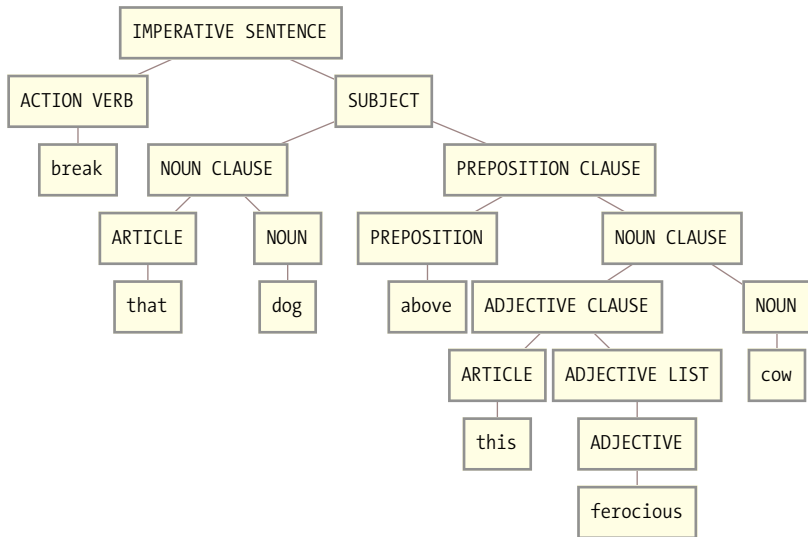 IMPERATIVE SENTENCE
ACTION VERB
SUBJECT
break
NOUN CLAUSE
PREPOSITION CLAUSE
ARTICLE
NOUN
PREPOSITION
NOUN CLAUSE
that
dog
above
ADJECTIVE CLAUSE
NOUN
ARTICLE
ADJECTIVE LIST
cow
this
ADJECTIVE
ferocious